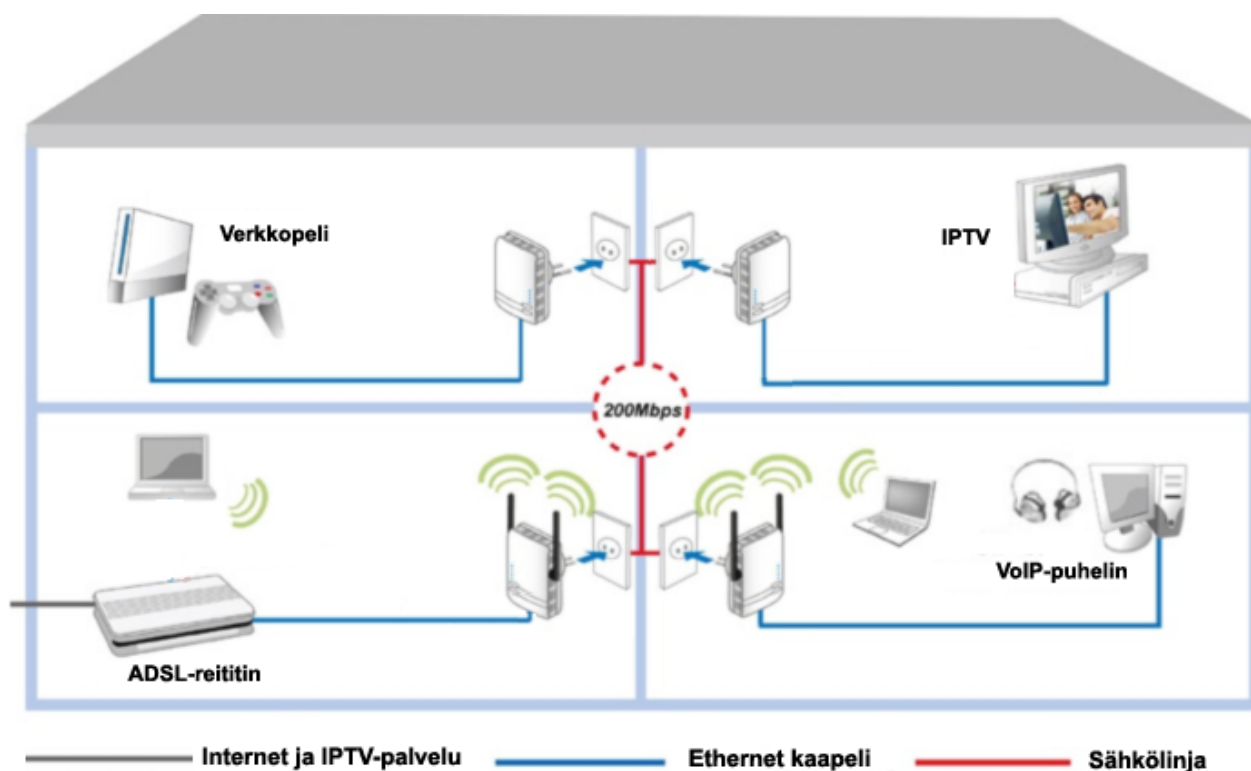 Verkkopeli
IPTV
200Mbps
VoIP-puhelin
ADSL-reititin
Internet ja IPTV-palvelu
Ethernet kaapeli
Sähkölinja